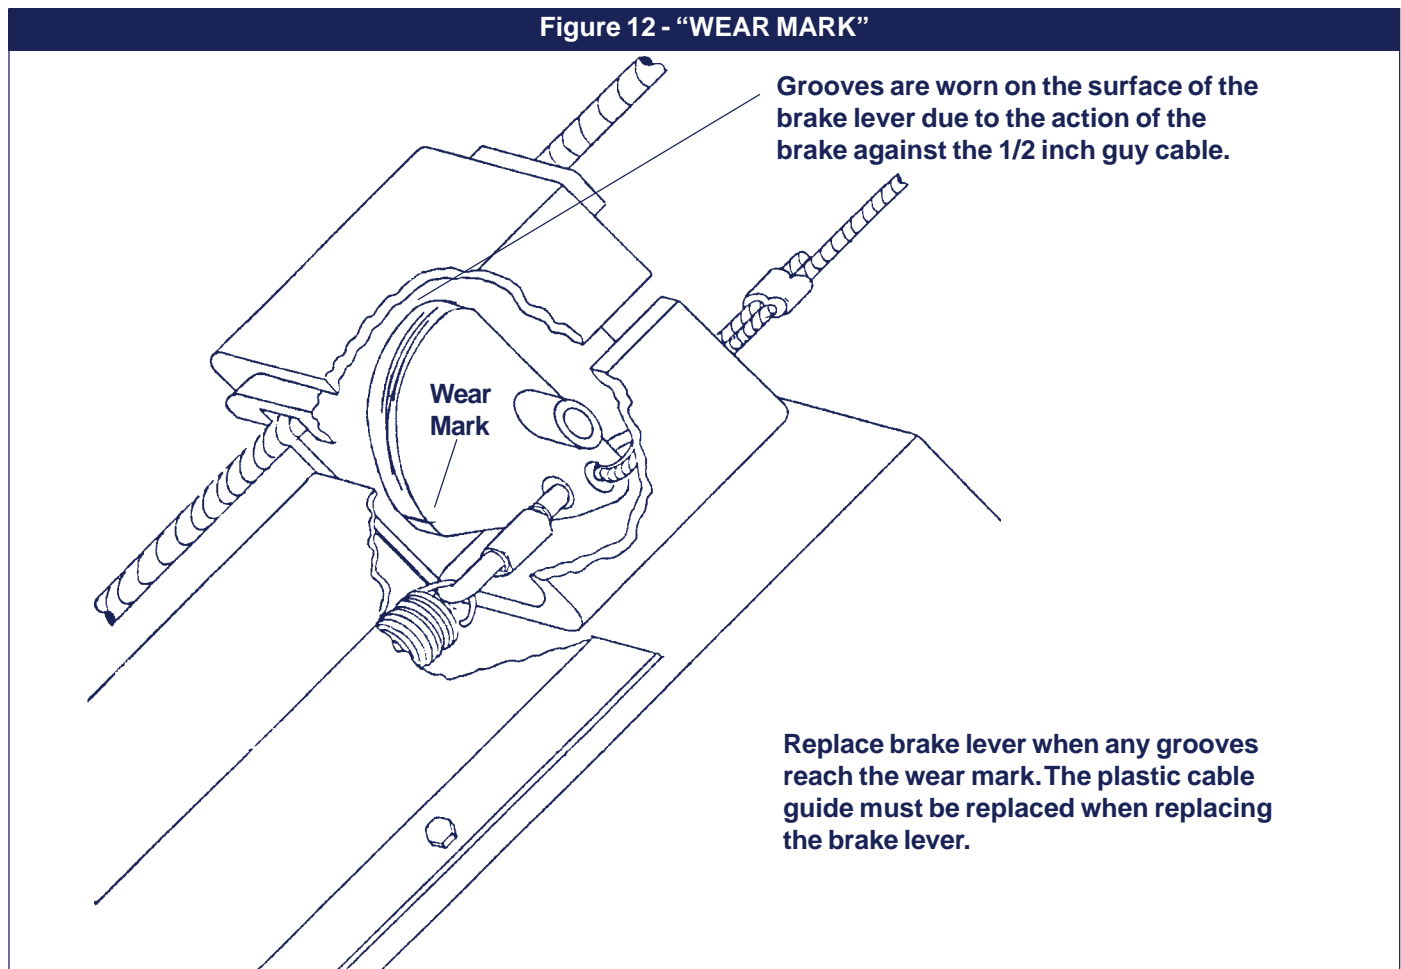 Figure 12 - “WEAR MARK”
Grooves are worn on the surface of the
brake lever due to the action of the
brake against the 1/2 inch guy cable.
Wear
Mark
Replace brake lever when any grooves
reach the wear mark. The plastic cable
guide must be replaced when replacing
the brake lever.